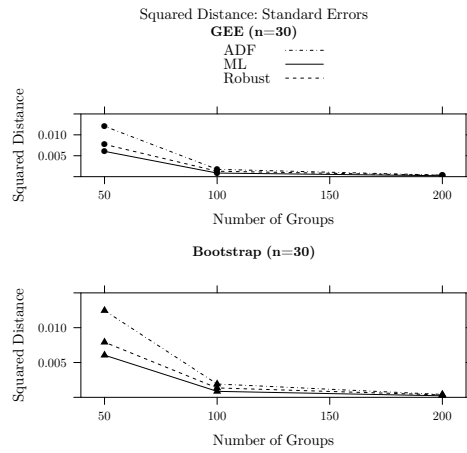 Squared Distance: Standard Errors
GEE (n=30)
ADF
ML
Robust
Squared Distance
0.010
0.005
50 100 150 200
Number of Groups
Bootstrap (n=30)
Squared Distance
0.010
0.005
50 100 150 200
Number of Groups